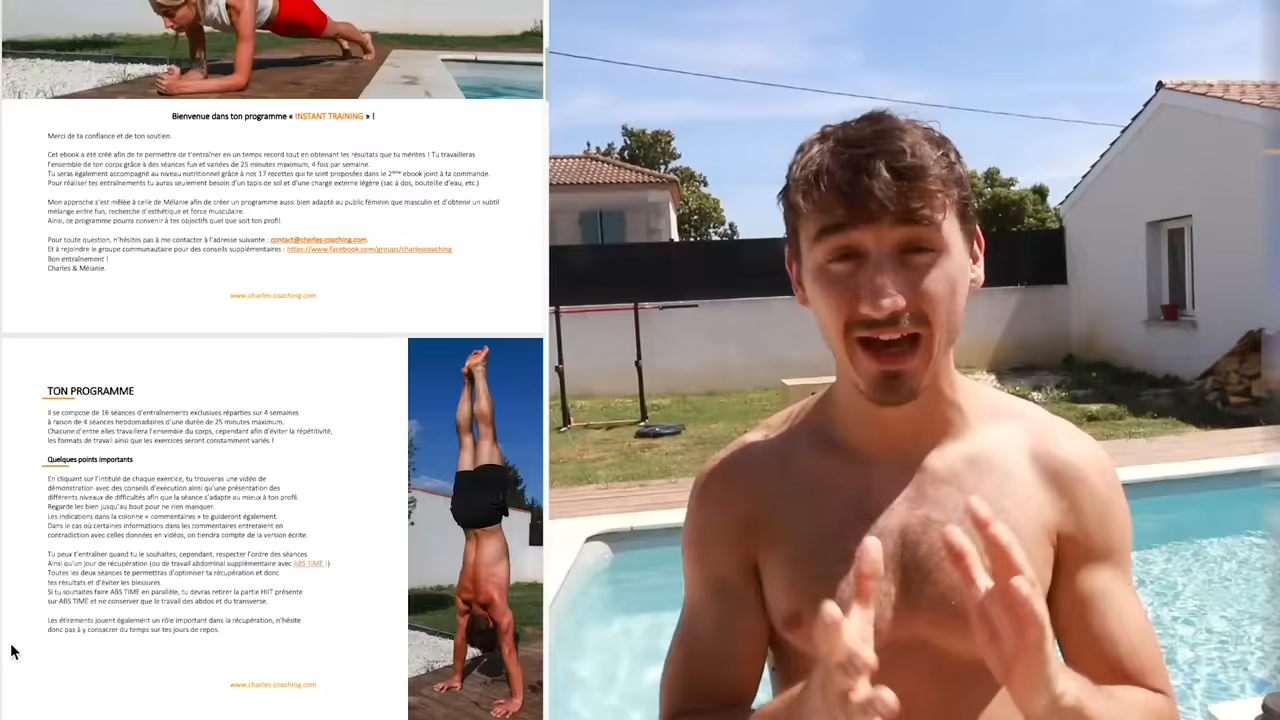 Bienvenue dans ton programme « INSTANT TRAINING » !
Merci de ta confiance et de ton soutien.
Cet ebook a été créé afin de te permettre de t'entraîner en un temps record tout en obtenant les résultats que tu mérites ! Tu travailleras
l'ensemble de ton corps grâce à des séances fun et variées de 25 minutes maximum, 4 fois par semaine.
Tu seras également accompagné au niveau nutritionnel grâce à nos 17 recettes qui te sont proposées dans le 2ème ebook joint à ta commande.
Pour réaliser tes entraînements tu auras seulement besoin d'un tapis de sol et d'une charge externe légère (sac à dos, bouteille d'eau, etc.)
Mon approche s'est mêlée à celle de Mélanie afin de créer un programme aussi bien adapté au public féminin que masculin et d'obtenir un subtil
mélange entre fun, recherche d'esthétique et force musculaire.
Ainsi, ce programme pourra convenir à tes objectifs quel que soit ton profil.
Pour toute question, n'hésites pas à me contacter à l'adresse suivante : contact@charles-coaching.com.
Et à rejoindre le groupe communautaire pour des conseils supplémentaires : https://www.facebook.com/groups/charlescoaching
Bon entraînement !
Charles & Mélanie.
www.charles-coaching.com
TON PROGRAMME
Il se compose de 16 séances d'entraînements exclusives réparties sur 4 semaines
à raison de 4 séances hebdomadaires d'une durée de 25 minutes maximum.
Chacune d'entre elles travaillera l'ensemble du corps, cependant afin d'éviter la répétitivité,
les formats de travail ainsi que les exercices seront constamment variés !
Quelques points importants
En cliquant sur l'intitulé de chaque exercice, tu trouveras une vidéo de
démonstration avec des conseils d'exécution ainsi qu'une présentation des
différents niveaux de difficultés afin que la séance s'adapte au mieux à ton profil.
Regarde les bien jusqu'au bout pour ne rien manquer.
Les indications dans la colonne « commentaires » te guideront également.
Dans le cas où certaines informations dans les commentaires entreraient en
contradiction avec celles données en vidéos, on tiendra compte de la version écrite.
Tu peux t'entraîner quand tu le souhaites, cependant, respecter l'ordre des séances
Ainsi qu'un jour de récupération (ou de travail abdominal supplémentaire avec ABS TIME !)
Toutes les deux séances te permettras d'optimiser ta récupération et donc
tes résultats et d'éviter les blessures.
Si tu souhaites faire ABS TIME en parallèle, tu devras retirer la partie HIIT présente
sur ABS TIME et ne conserver que le travail des abdos et du transverse.
Les étirements jouent également un rôle important dans la récupération, n'hésite
donc pas à y consacrer du temps sur tes jours de repos.
www.charles-coaching.com